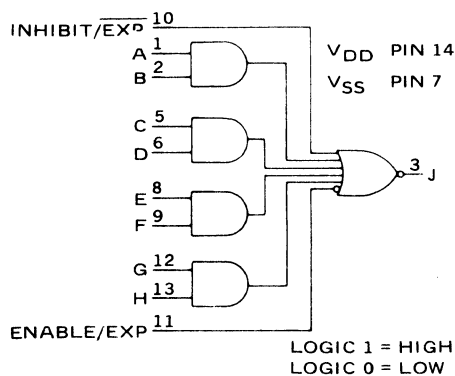 INHIBIT/EXP 10
A 1
B 2
VDD PIN 14
VSS PIN 7
C 5
D 6
3 J
E 8
F 9
G 12
H 13
ENABLE/EXP 11
LOGIC 1 = HIGH
LOGIC 0 = LOW